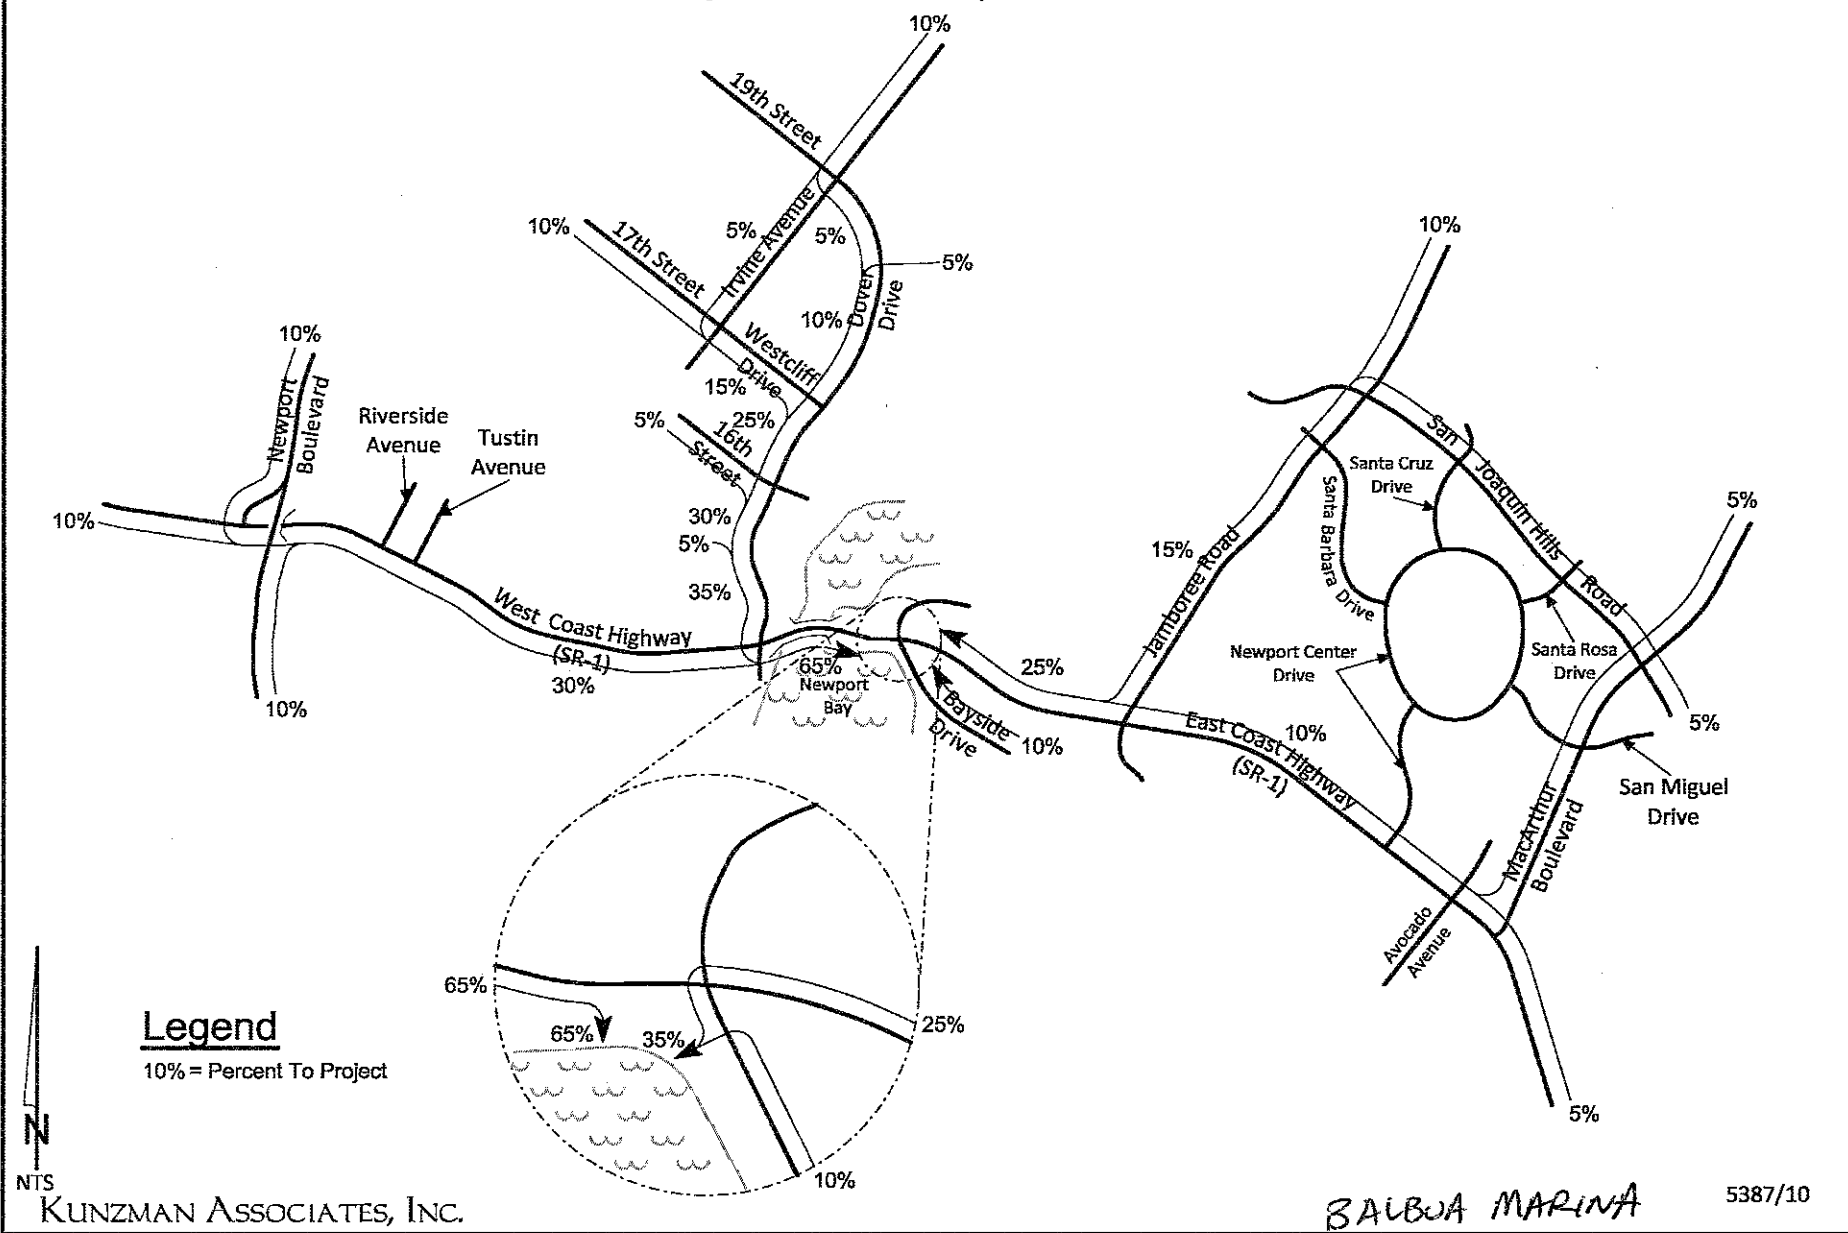 10%
19th Street
10%
17th Street
5%
Irvine Avenue
5%
5%
Dover
Drive
10%
Westcliff
Drive
15%
25%
5%
16th
Street
30%
5%
35%
10%
Newport
Boulevard
Riverside
Avenue
Tustin
Avenue
10%
10%
West Coast Highway
(SR-1)
30%
65%
Newport
Bay
25%
Bayside
Drive
10%
10%
San
Joaquin Hills
Road
Santa Cruz
Drive
Santa Barbara
Drive
15%
Jamboree Road
5%
Newport Center
Drive
Santa Rosa
Drive
5%
East Coast Highway
(SR-1)
10%
San Miguel
Drive
MacArthur
Boulevard
Avocado
Avenue
5%
65%
65%
35%
25%
10%
Legend
10% = Percent To Project
N
NTS
KUNZMAN ASSOCIATES, INC.
BALBUA MARINA
5387/10